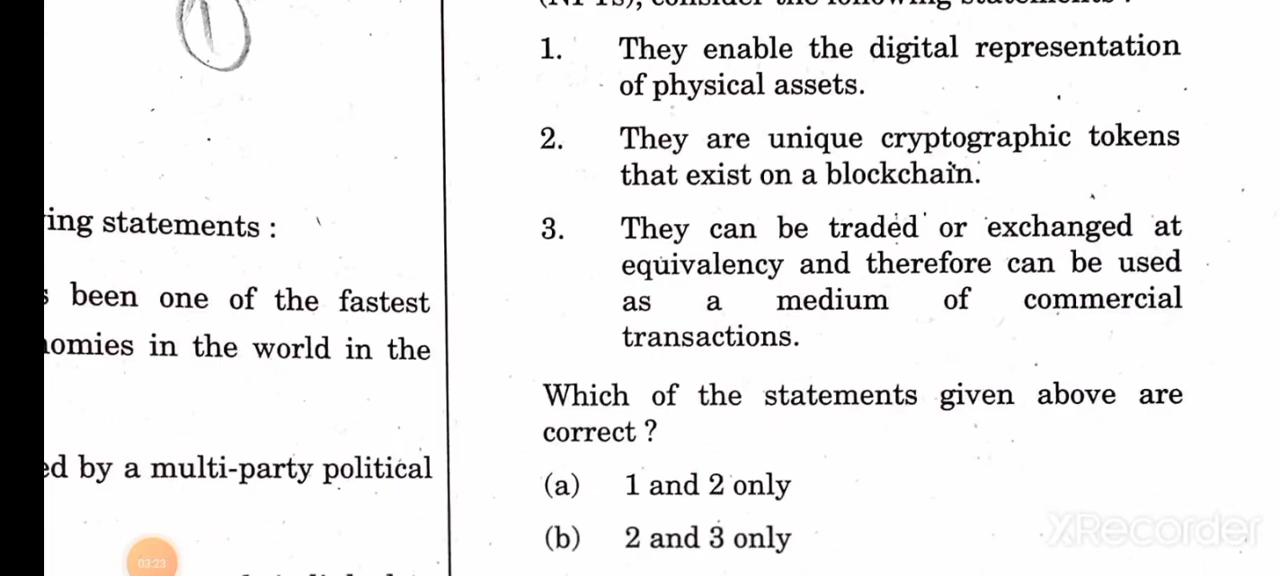 1
ing statements :
been one of the fastest
omies in the world in the
ed by a multi-party political
03:23
1. They enable the digital representation
of physical assets.
2. They are unique cryptographic tokens
that exist on a blockchain.
3. They can be traded or exchanged at
equivalency and therefore can be used
as a medium of commercial
transactions.
Which of the statements given above are
correct ?
(a) 1 and 2 only
(b) 2 and 3 only
XRecorder